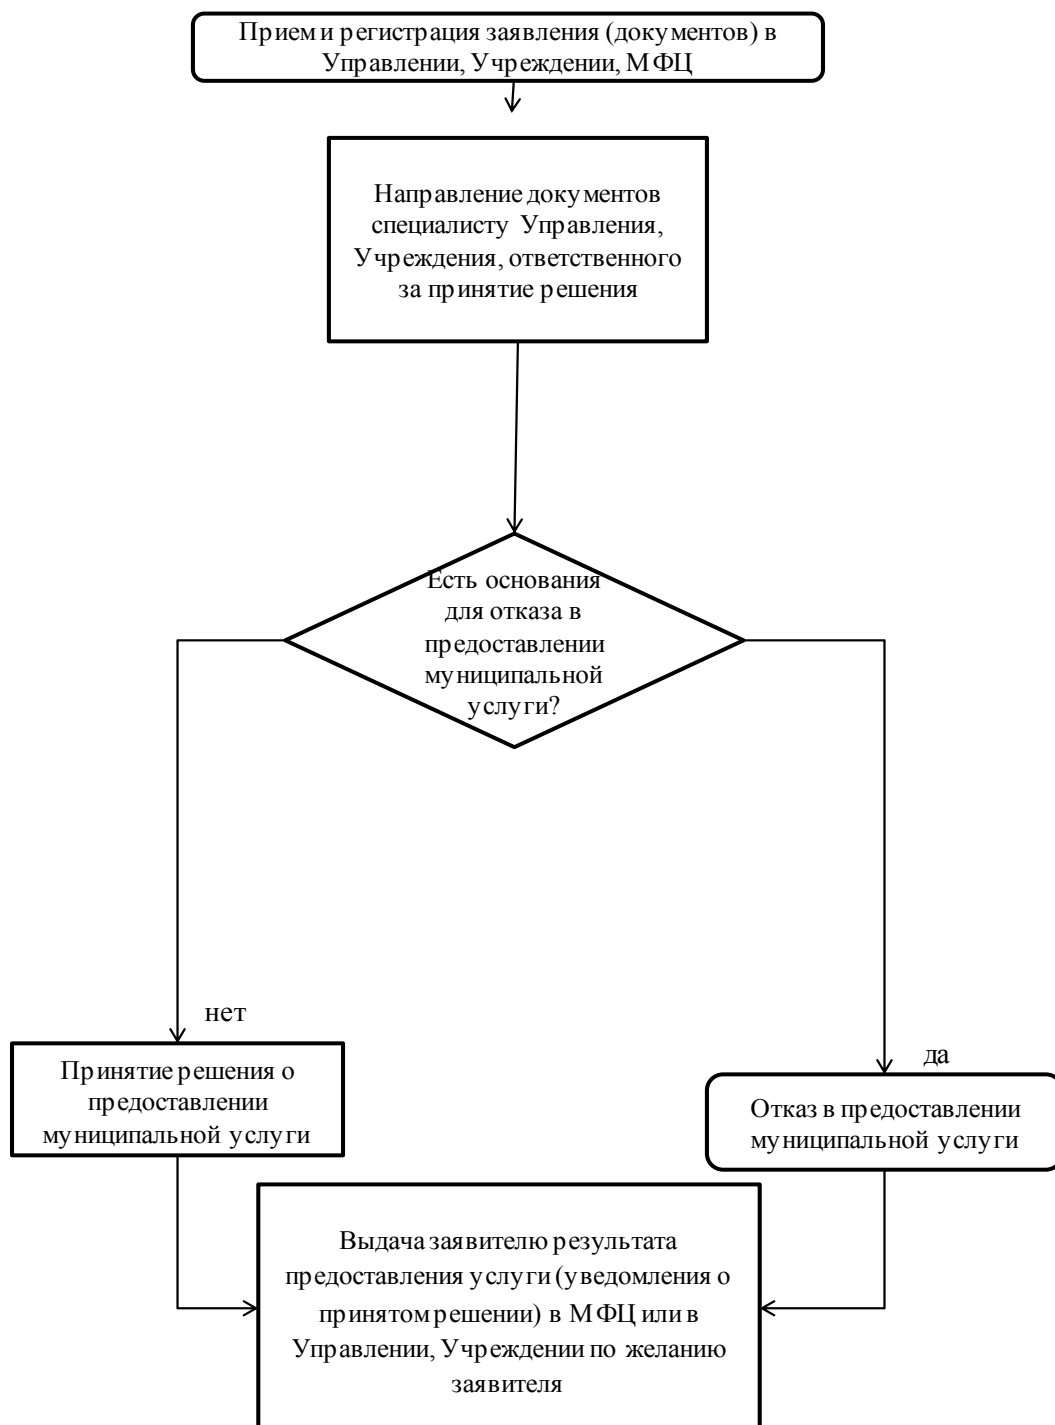 Прием и регистрация заявления (документов) в
Управлении, Учреждении, МФЦ
Направление документов
специалисту Управления,
Учреждения, ответственного
за принятие решения
Есть основания
для отказа в
предоставлении
муниципальной
услуги?
нет
да
Принятие решения о
предоставлении
муниципальной услуги
Отказ в предоставлении
муниципальной услуги
Выдача заявителю результата
предоставления услуги (уведомления о
принятом решении) в МФЦ или в
Управлении, Учреждении по желанию
заявителя